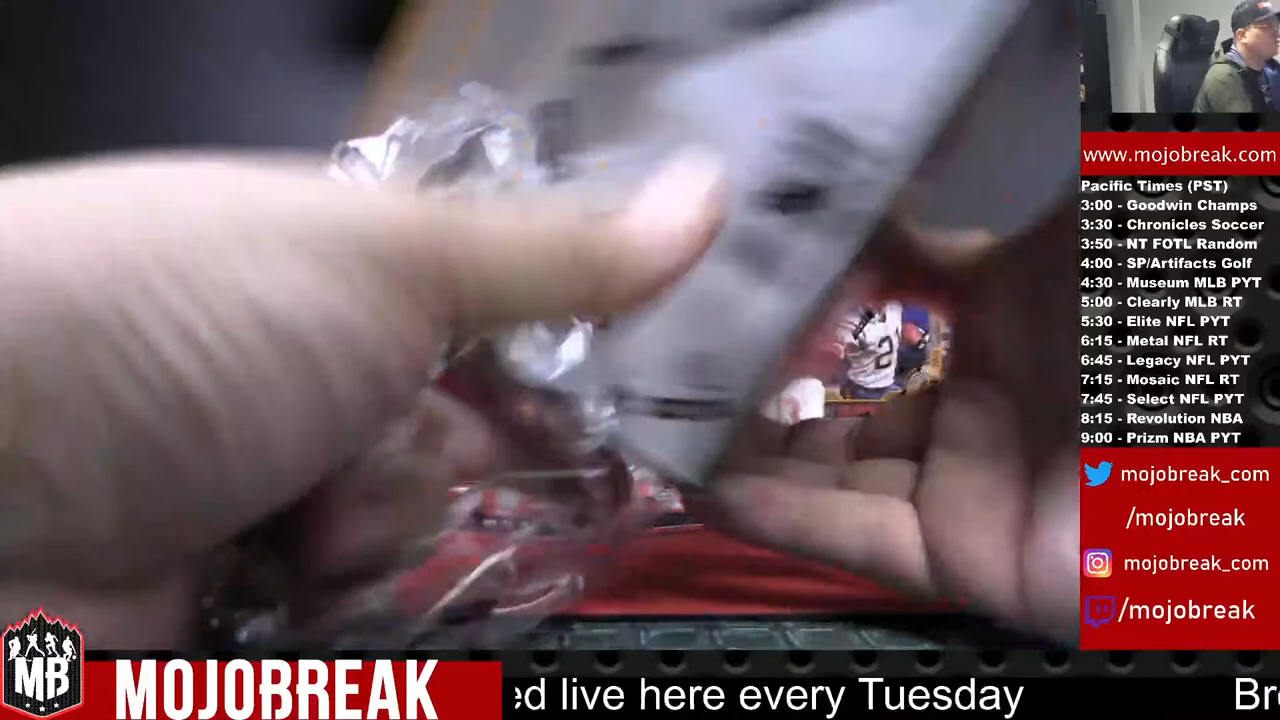 www.mojobreak.com
Pacific Times (PST)
3:00 - Goodwin Champs
3:30 - Chronicles Soccer
3:50 - NT FOTL Random
4:00 - SP/Artifacts Golf
4:30 - Museum MLB PYT
5:00 - Clearly MLB RT
5:30 - Elite NFL PYT
6:15 - Metal NFL RT
6:45 - Legacy NFL PYT
7:15 - Mosaic NFL RT
7:45 - Select NFL PYT
8:15 - Revolution NBA
9:00 - Prizm NBA PYT
mojobreak_com
/mojobreak
mojobreak_com
/mojobreak
2
MB
MOJOBREAK
ed live here every Tuesday
Br